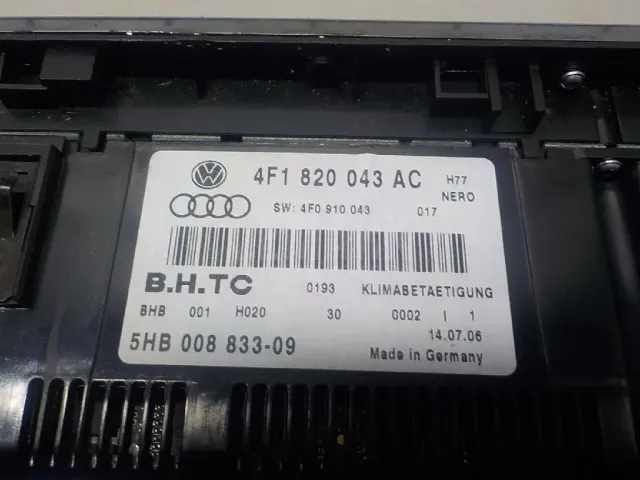 4F1 820 043 AC H77
NERO
SW: 4F0 910 043 017
B.H.TC 0193 KLIMABETAETIGUNG
BHB 001 H020 30 0002 I 1
14.07.06
5HB 008 833-09 Made in Germany